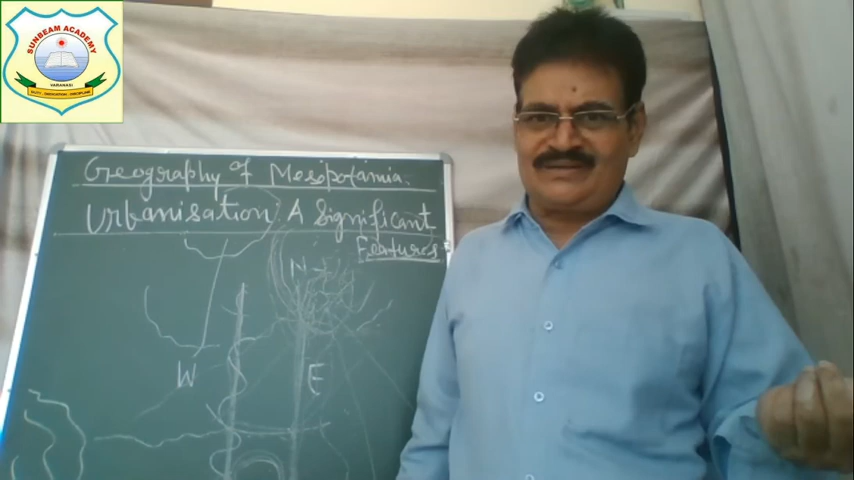 SUNBEAM ACADEMY
VARANASI
Geography of Mesopotamia.
Urbanisation A Significant
Features.
N
W
E